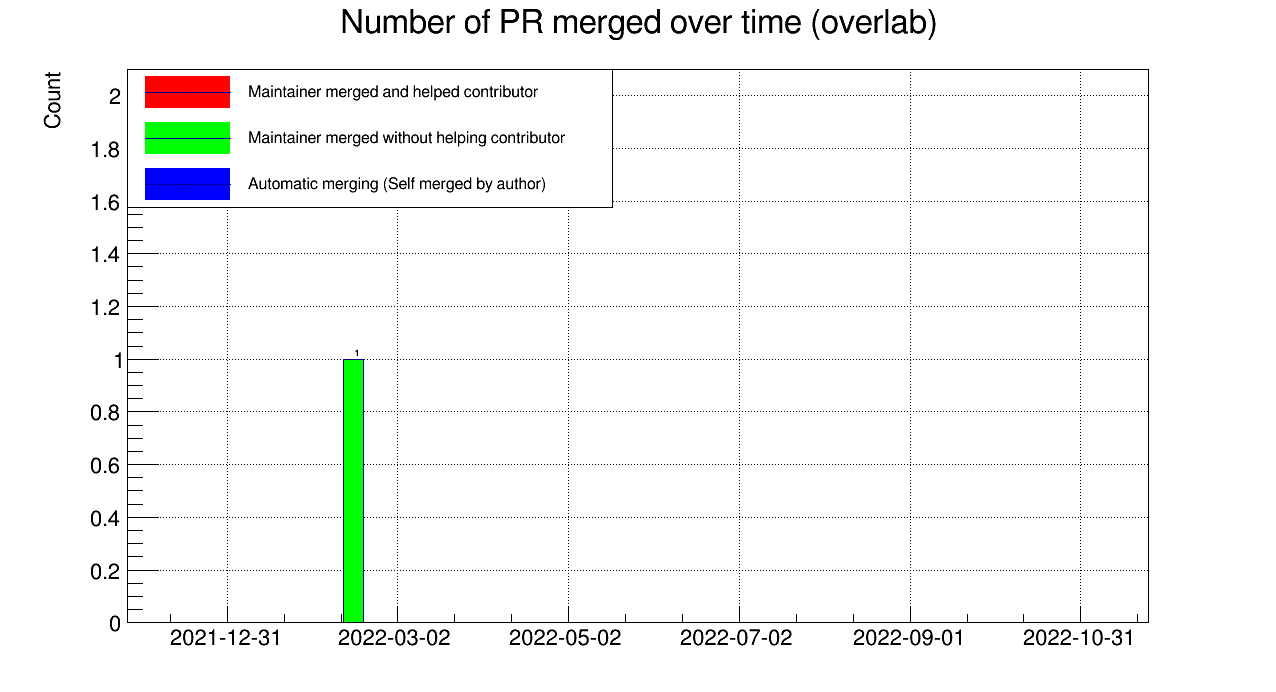 Number of PR merged over time (overlab)
Count
Maintainer merged and helped contributor
Maintainer merged without helping contributor
Automatic merging (Self merged by author)
2
1.8
1.6
1.4
1.2
1
0.8
0.6
0.4
0.2
0
1
2021-12-31 2022-03-02 2022-05-02 2022-07-02 2022-09-01 2022-10-31